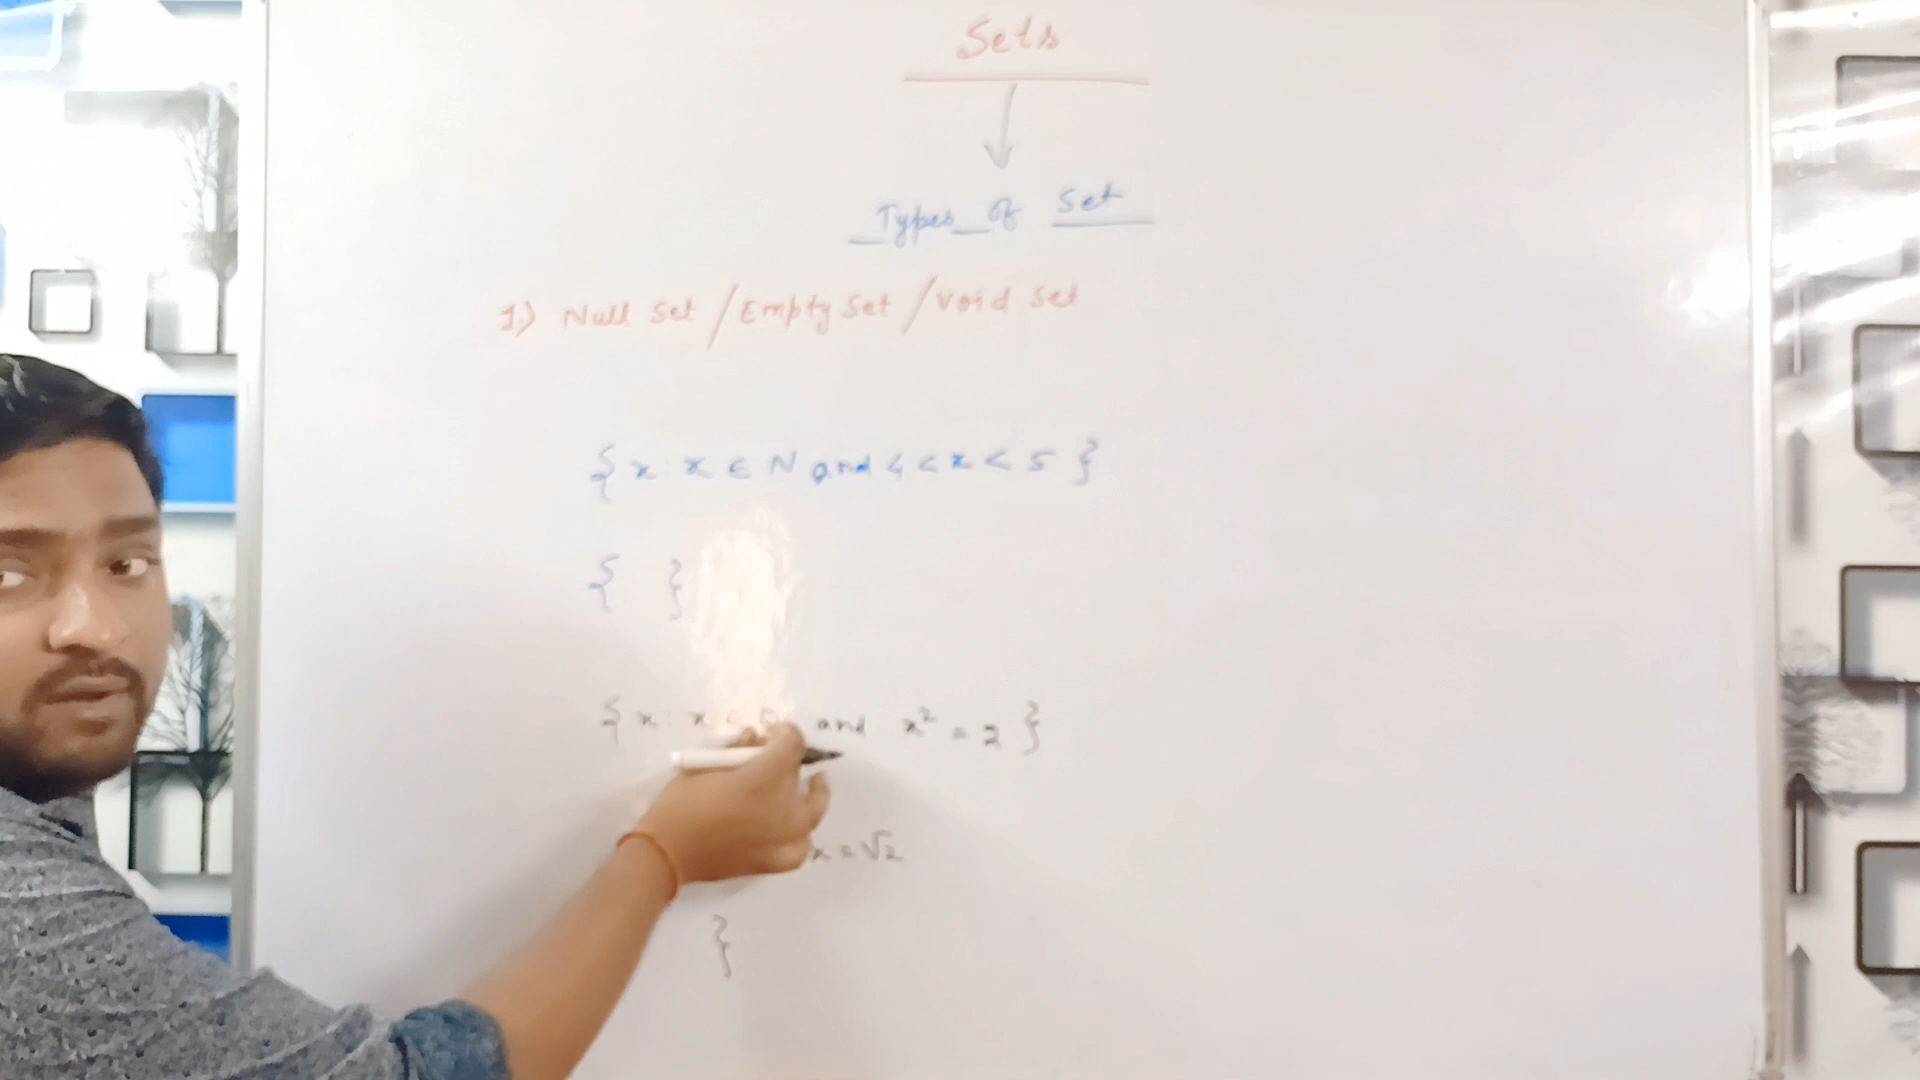 Sets
Types of Set
1.) Null Set / Empty Set / Void Set
{ x : x ∈ N and 4 < x < 5 }
{ }
{ x : x and x² = 2 }
x = √2
}